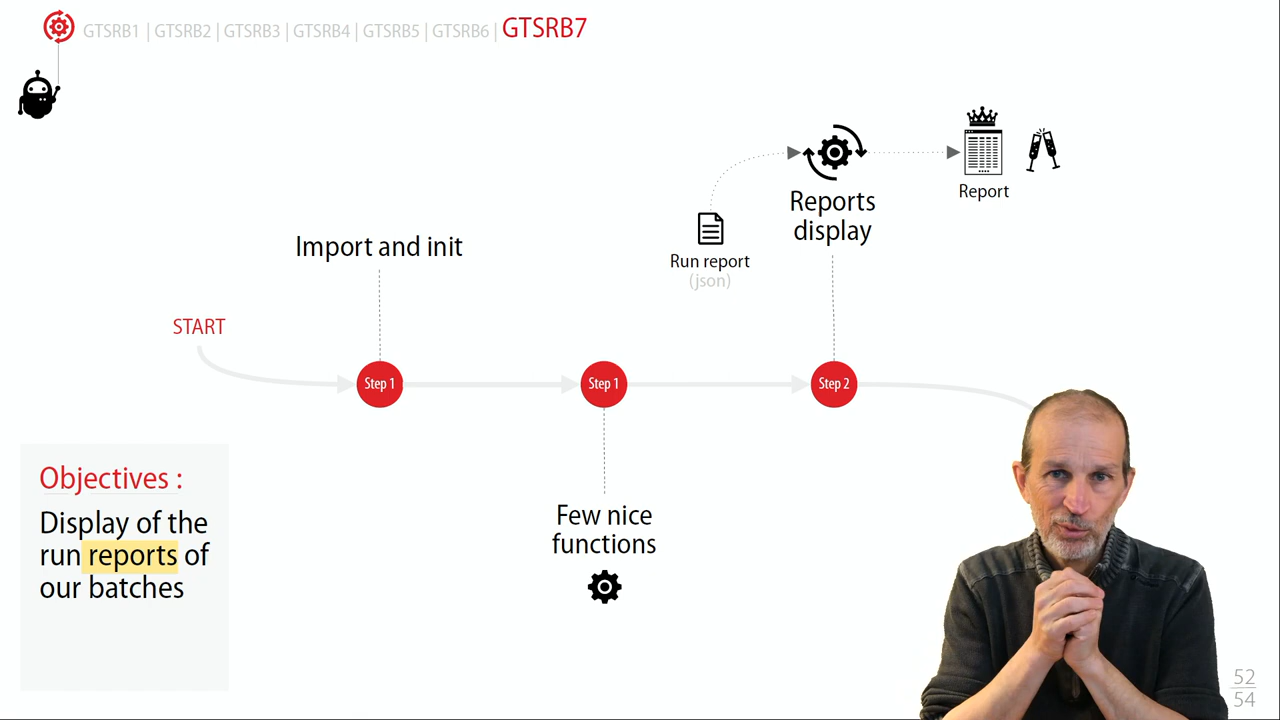 GTSRB1 | GTSRB2 | GTSRB3 | GTSRB4 | GTSRB5 | GTSRB6 | GTSRB7
Reports
display
Report
Run report
(json)
Import and init
START
Step 1
Step 1
Step 2
Objectives :
Display of the
run reports of
our batches
Few nice
functions
52
54